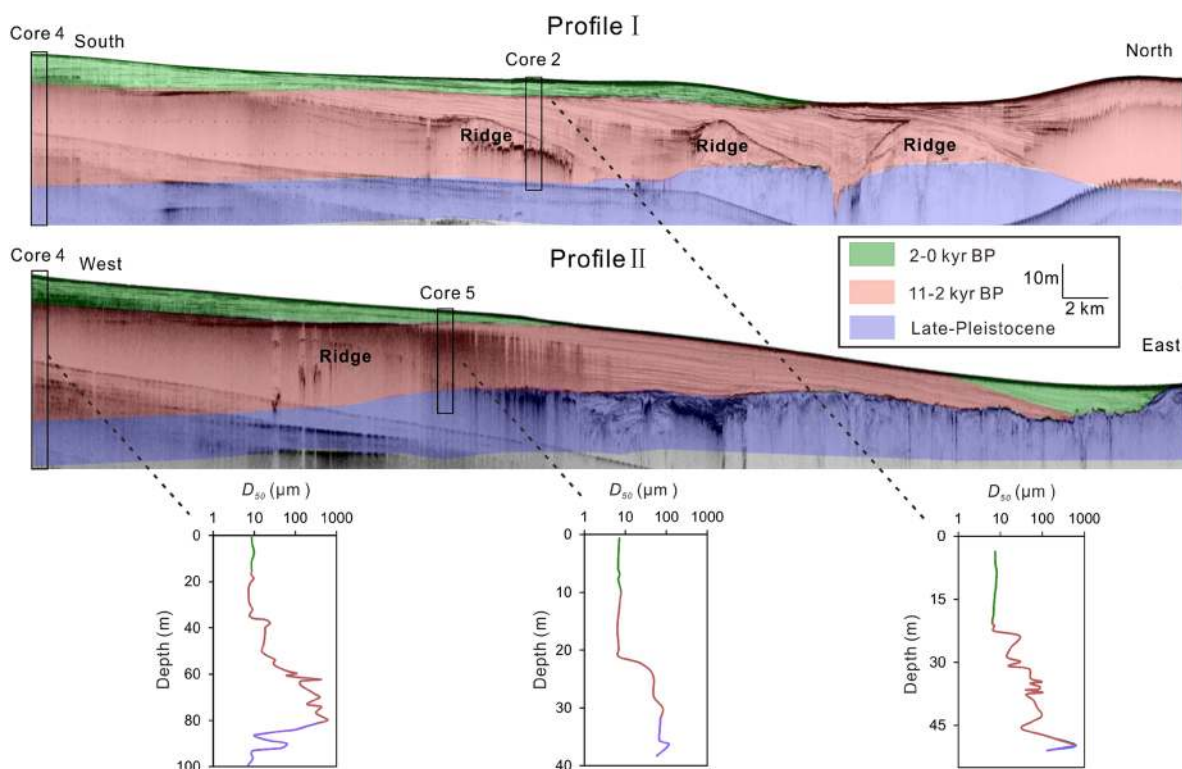 Profile I
Core 4
South
Core 2
North
Ridge
Ridge
Ridge
Profile II
Core 4
West
Core 5
2-0 kyr BP
11-2 kyr BP
Late-Pleistocene
10m
2 km
East
Ridge
D50 (μm)
1 10 100 1000
0
20
40
60
80
100
Depth (m)
D50 (μm)
1 10 100 1000
0
10
20
30
40
Depth (m)
D50 (μm)
1 10 100 1000
0
15
30
45
Depth (m)